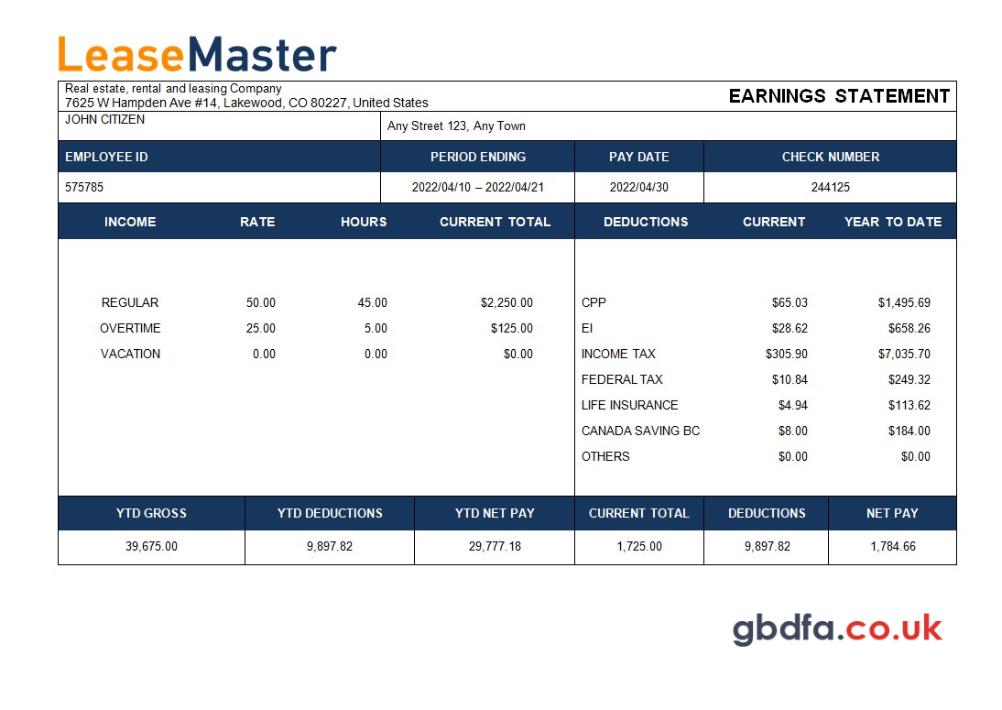 LeaseMaster
Real estate, rental and leasing Company
7625 W Hampden Ave #14, Lakewood, CO 80227, United States
EARNINGS STATEMENT
JOHN CITIZEN
Any Street 123, Any Town
EMPLOYEE ID PERIOD ENDING PAY DATE CHECK NUMBER
575785 2022/04/10 – 2022/04/21 2022/04/30 244125
INCOME RATE HOURS CURRENT TOTAL DEDUCTIONS CURRENT YEAR TO DATE
REGULAR 50.00 45.00 $2,250.00 CPP $65.03 $1,495.69
OVERTIME 25.00 5.00 $125.00 EI $28.62 $658.26
VACATION 0.00 0.00 $0.00 INCOME TAX $305.90 $7,035.70
FEDERAL TAX $10.84 $249.32
LIFE INSURANCE $4.94 $113.62
CANADA SAVING BC $8.00 $184.00
OTHERS $0.00 $0.00
YTD GROSS YTD DEDUCTIONS YTD NET PAY CURRENT TOTAL DEDUCTIONS NET PAY
39,675.00 9,897.82 29,777.18 1,725.00 9,897.82 1,784.66
gbdfa.co.uk